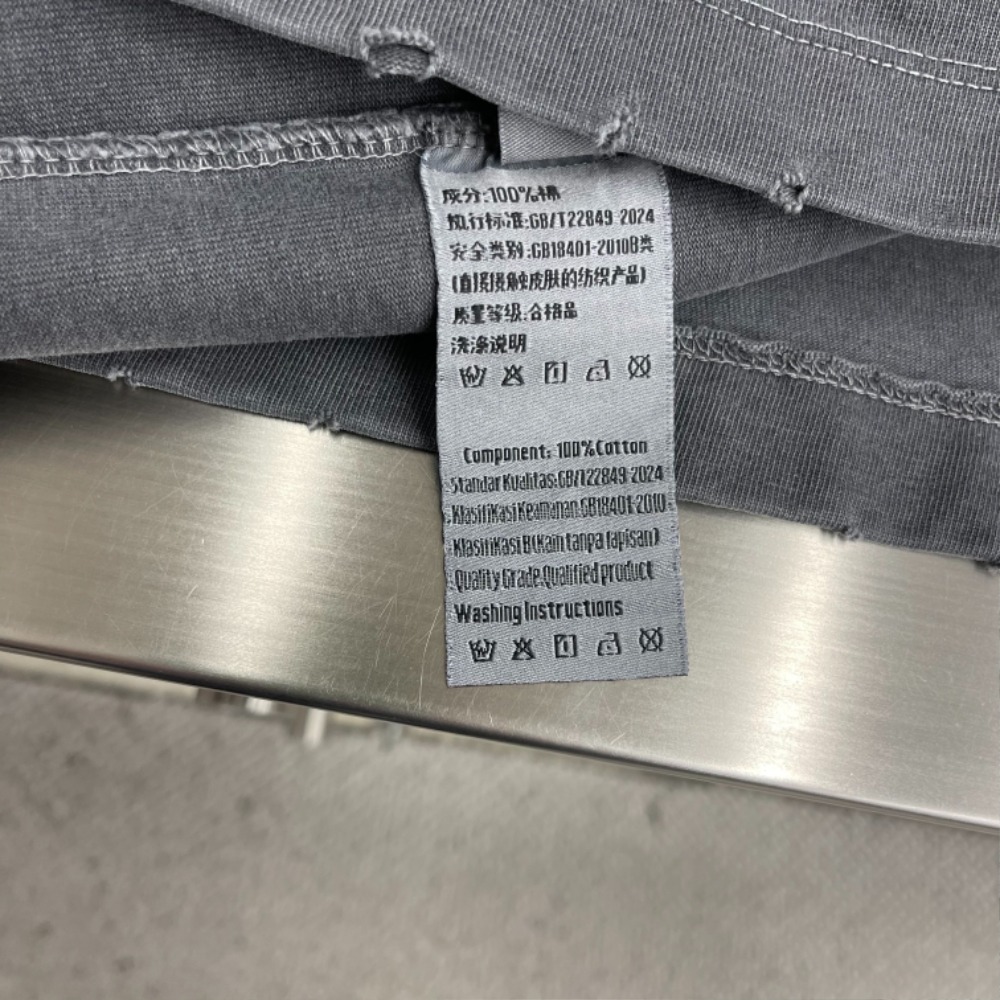 成分:100%棉
执行标准:GB/T22849-2024
安全类别:GB18401-2010B类
(直接接触皮肤的纺织产品)
质量等级:合格品
洗涤说明
Component: 100%Cotton
Standar Kualitas:GB/T22849-2024
KlasifiKasi Keamanan:GB18401-2010
KlasifiKasi B(Kain tanpa lapisan)
Quality Grade:Qualified product
Washing Instructions